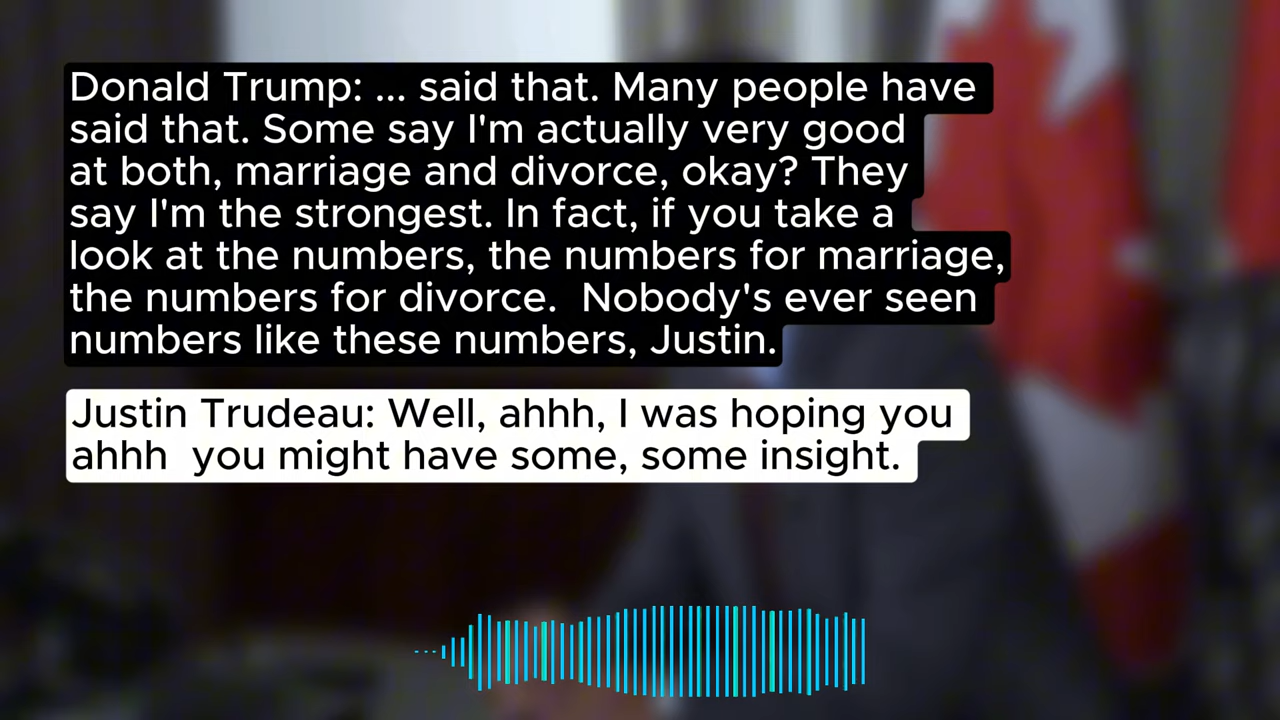 Donald Trump: ... said that. Many people have
said that. Some say I'm actually very good
at both, marriage and divorce, okay? They
say I'm the strongest. In fact, if you take a
look at the numbers, the numbers for marriage,
the numbers for divorce.  Nobody's ever seen
numbers like these numbers, Justin.
Justin Trudeau: Well, ahhh, I was hoping you
ahhh  you might have some, some insight.